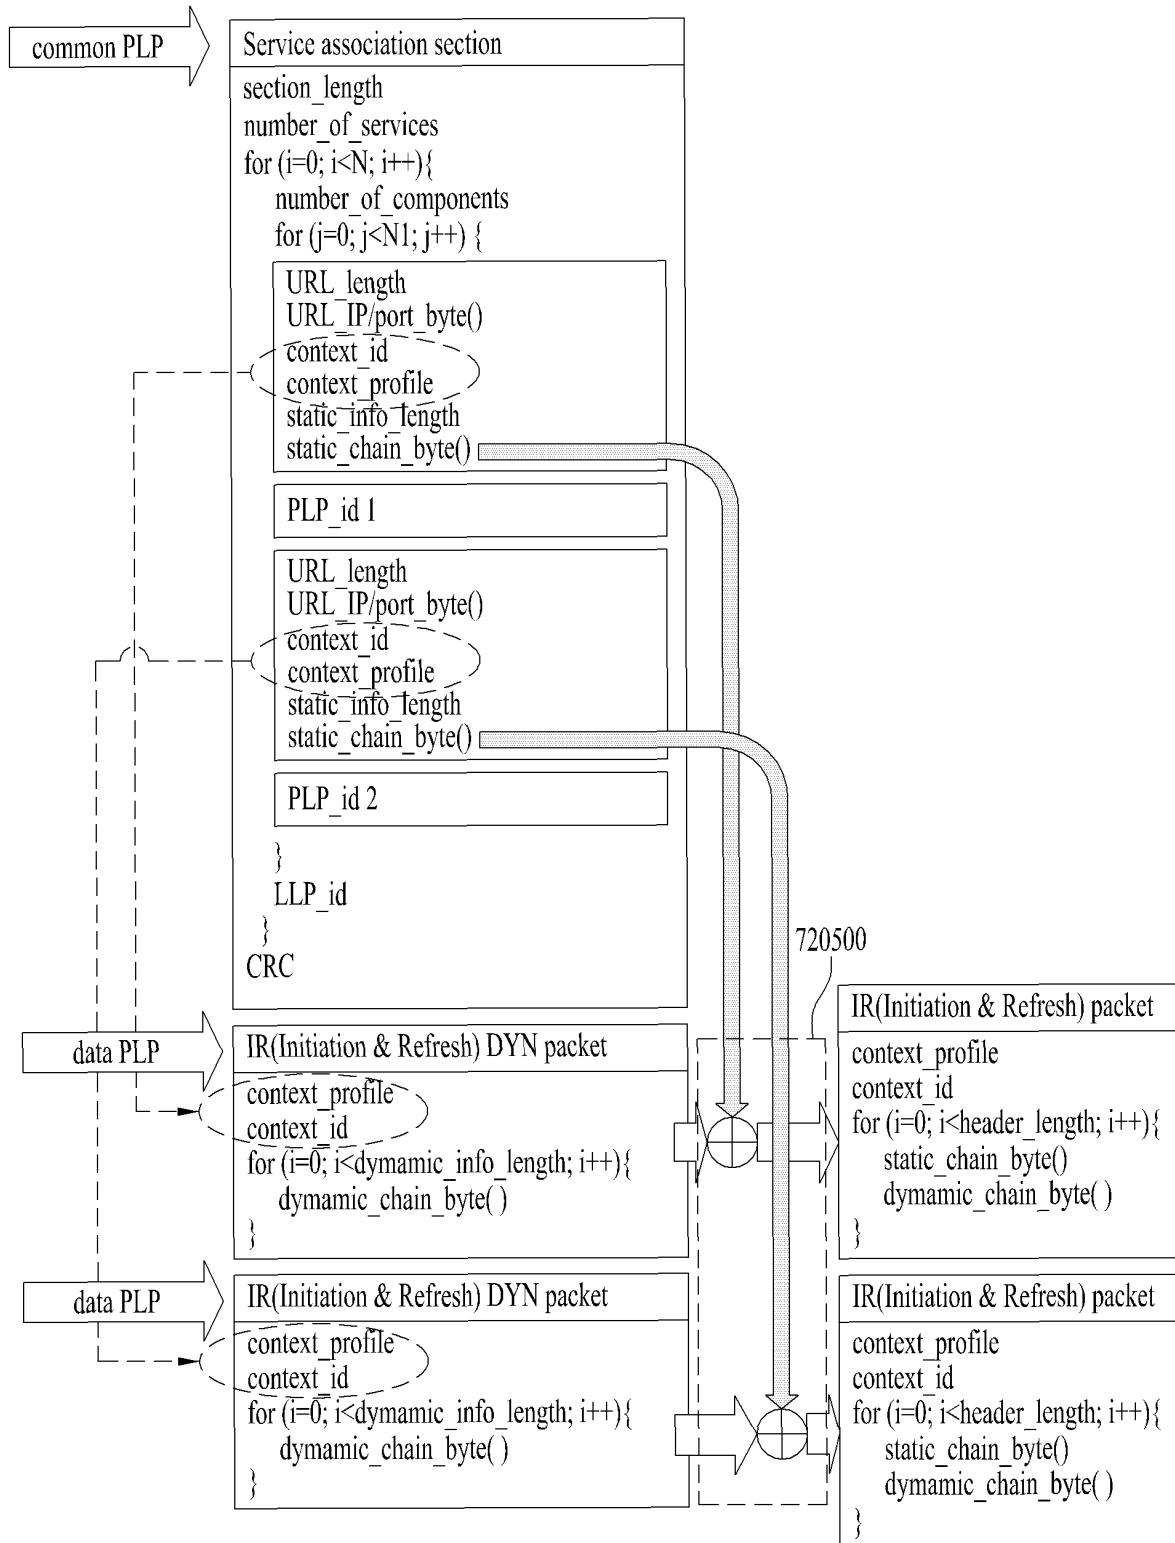 common PLP
Service association section
section_length
number_of_services
for (i=0; i<N; i++){
number_of_components
for (j=0; j<N1; j++) {
URL_length
URL_IP/port_byte()
context_id
context_profile
static_info_length
static_chain_byte()
PLP_id 1
URL_length
URL_IP/port_byte()
context_id
context_profile
static_info_length
static_chain_byte()
PLP_id 2
}
LLP_id
}
CRC
720500
data PLP
IR(Initiation & Refresh) DYN packet
context_profile
context_id
for (i=0; i<dymamic_info_length; i++){
dymamic_chain_byte( )
}
IR(Initiation & Refresh) packet
context_profile
context_id
for (i=0; i<header_length; i++){
static_chain_byte()
dymamic_chain_byte( )
}
data PLP
IR(Initiation & Refresh) DYN packet
context_profile
context_id
for (i=0; i<dymamic_info_length; i++){
dymamic_chain_byte( )
}
IR(Initiation & Refresh) packet
context_profile
context_id
for (i=0; i<header_length; i++){
static_chain_byte()
dymamic_chain_byte( )
}